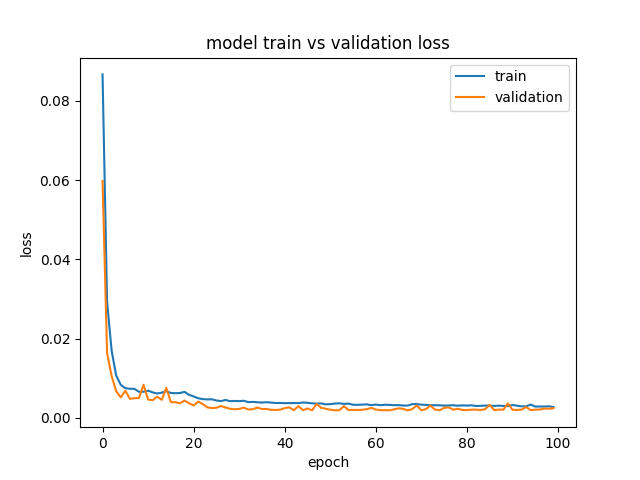 model train vs validation loss
train
validation
loss
0.08
0.06
0.04
0.02
0.00
0
20
40
60
80
100
epoch